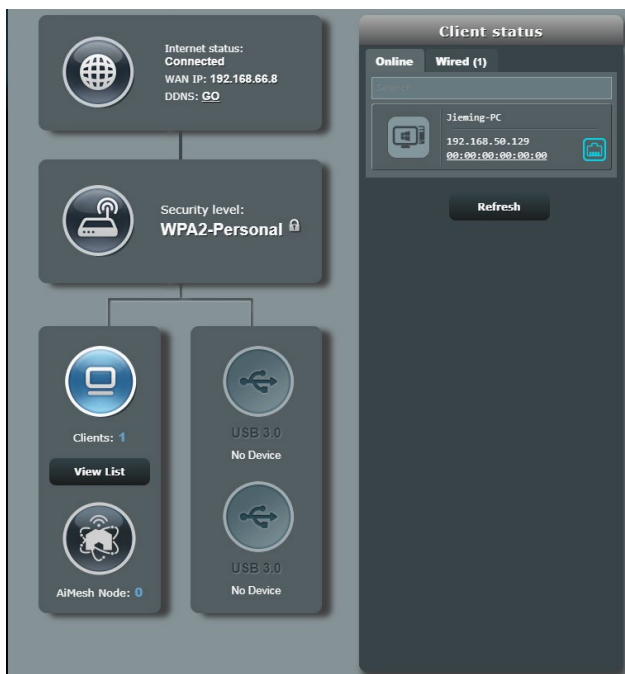 Internet status:
Connected
WAN IP: 192.168.66.8
DDNS: GO
Security level:
WPA2-Personal
Clients: 1
View List
AiMesh Node: 0
USB 3.0
No Device
USB 3.0
No Device
Client status
Online Wired (1)
Search
Jieming-PC
192.168.50.129
00:00:00:00:00:00
Refresh